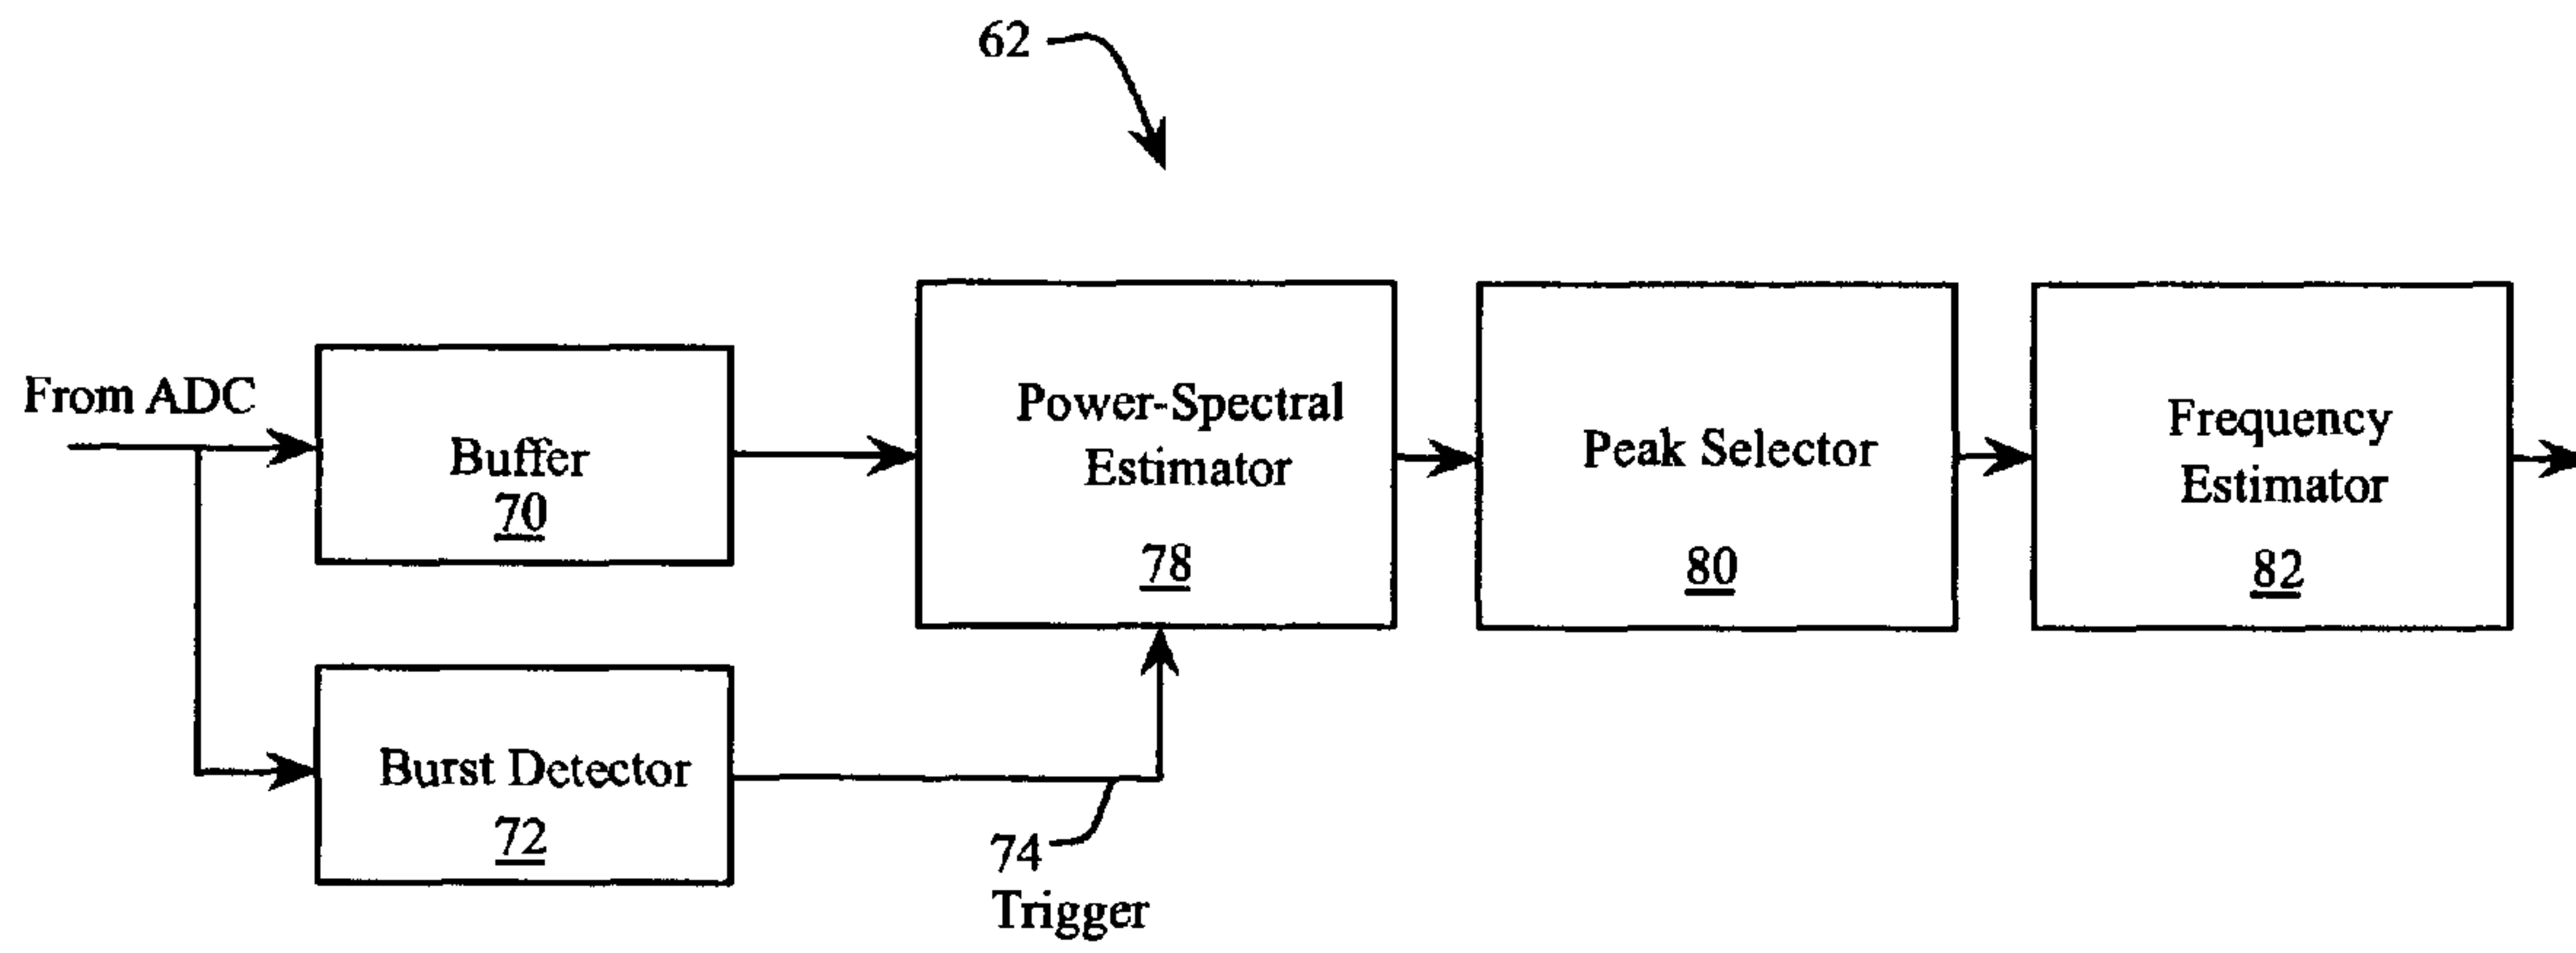 62
From ADC
Buffer
70
Power-Spectral
Estimator
78
Peak Selector
80
Frequency
Estimator
82
Burst Detector
72
74
Trigger